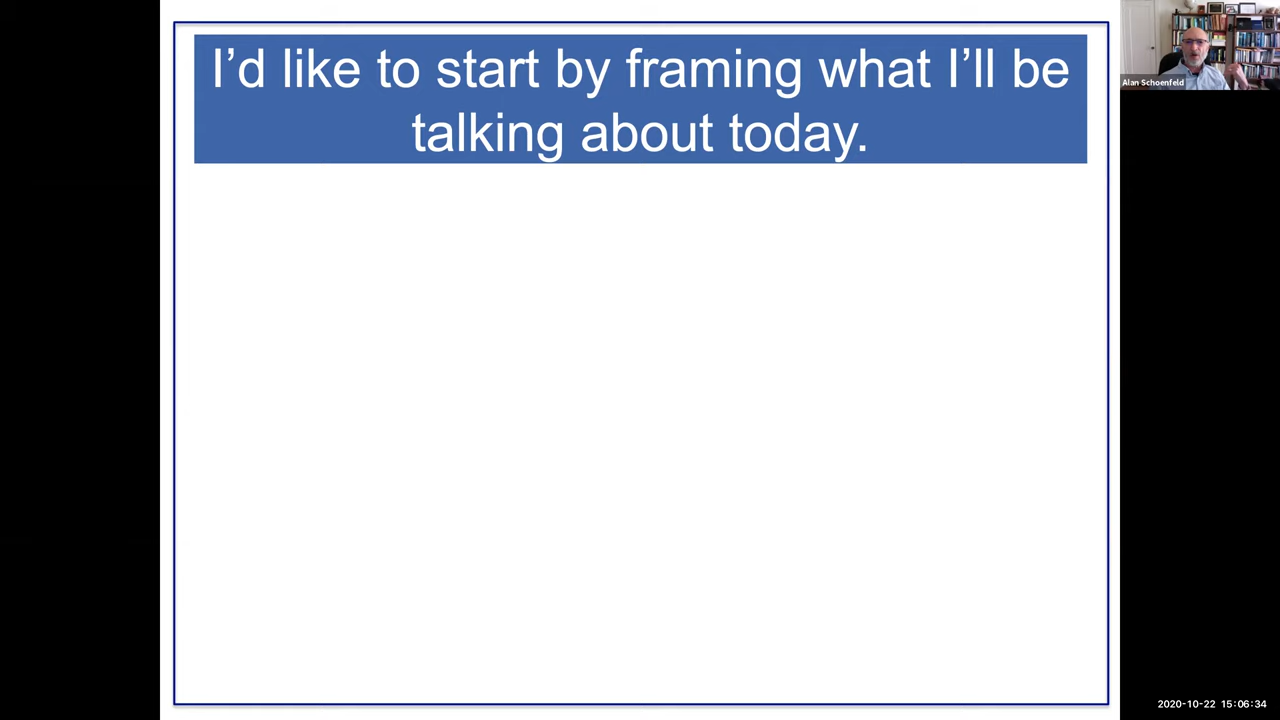 I’d like to start by framing what I’ll be
talking about today.
Alan Schoenfeld
2020-10-22 15:06:34